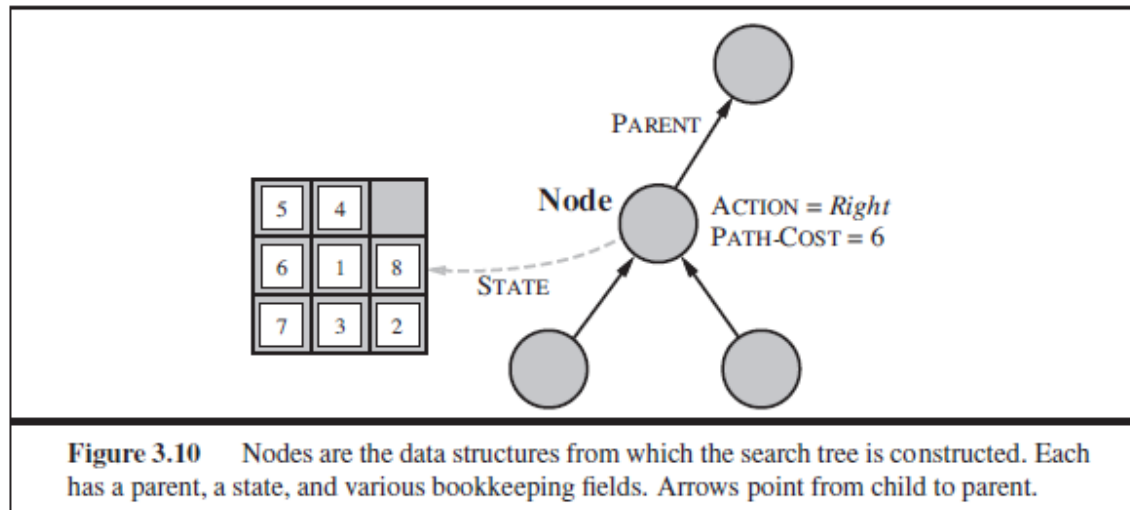 PARENT
Node
ACTION = Right
PATH-COST = 6
5 4
6 1 8
STATE
7 3 2
Figure 3.10 Nodes are the data structures from which the search tree is constructed. Each
has a parent, a state, and various bookkeeping fields. Arrows point from child to parent.